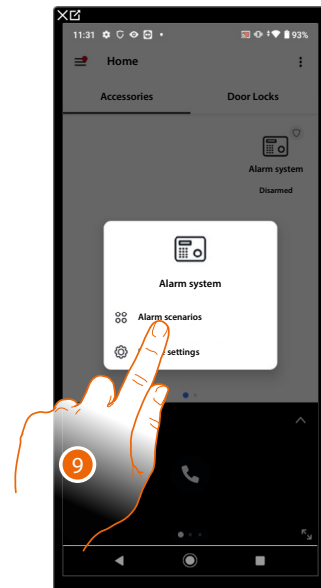 11:31
93%
Home
Accessories
Door Locks
Alarm system
Disarmed
Alarm system
Alarm scenarios
settings
9